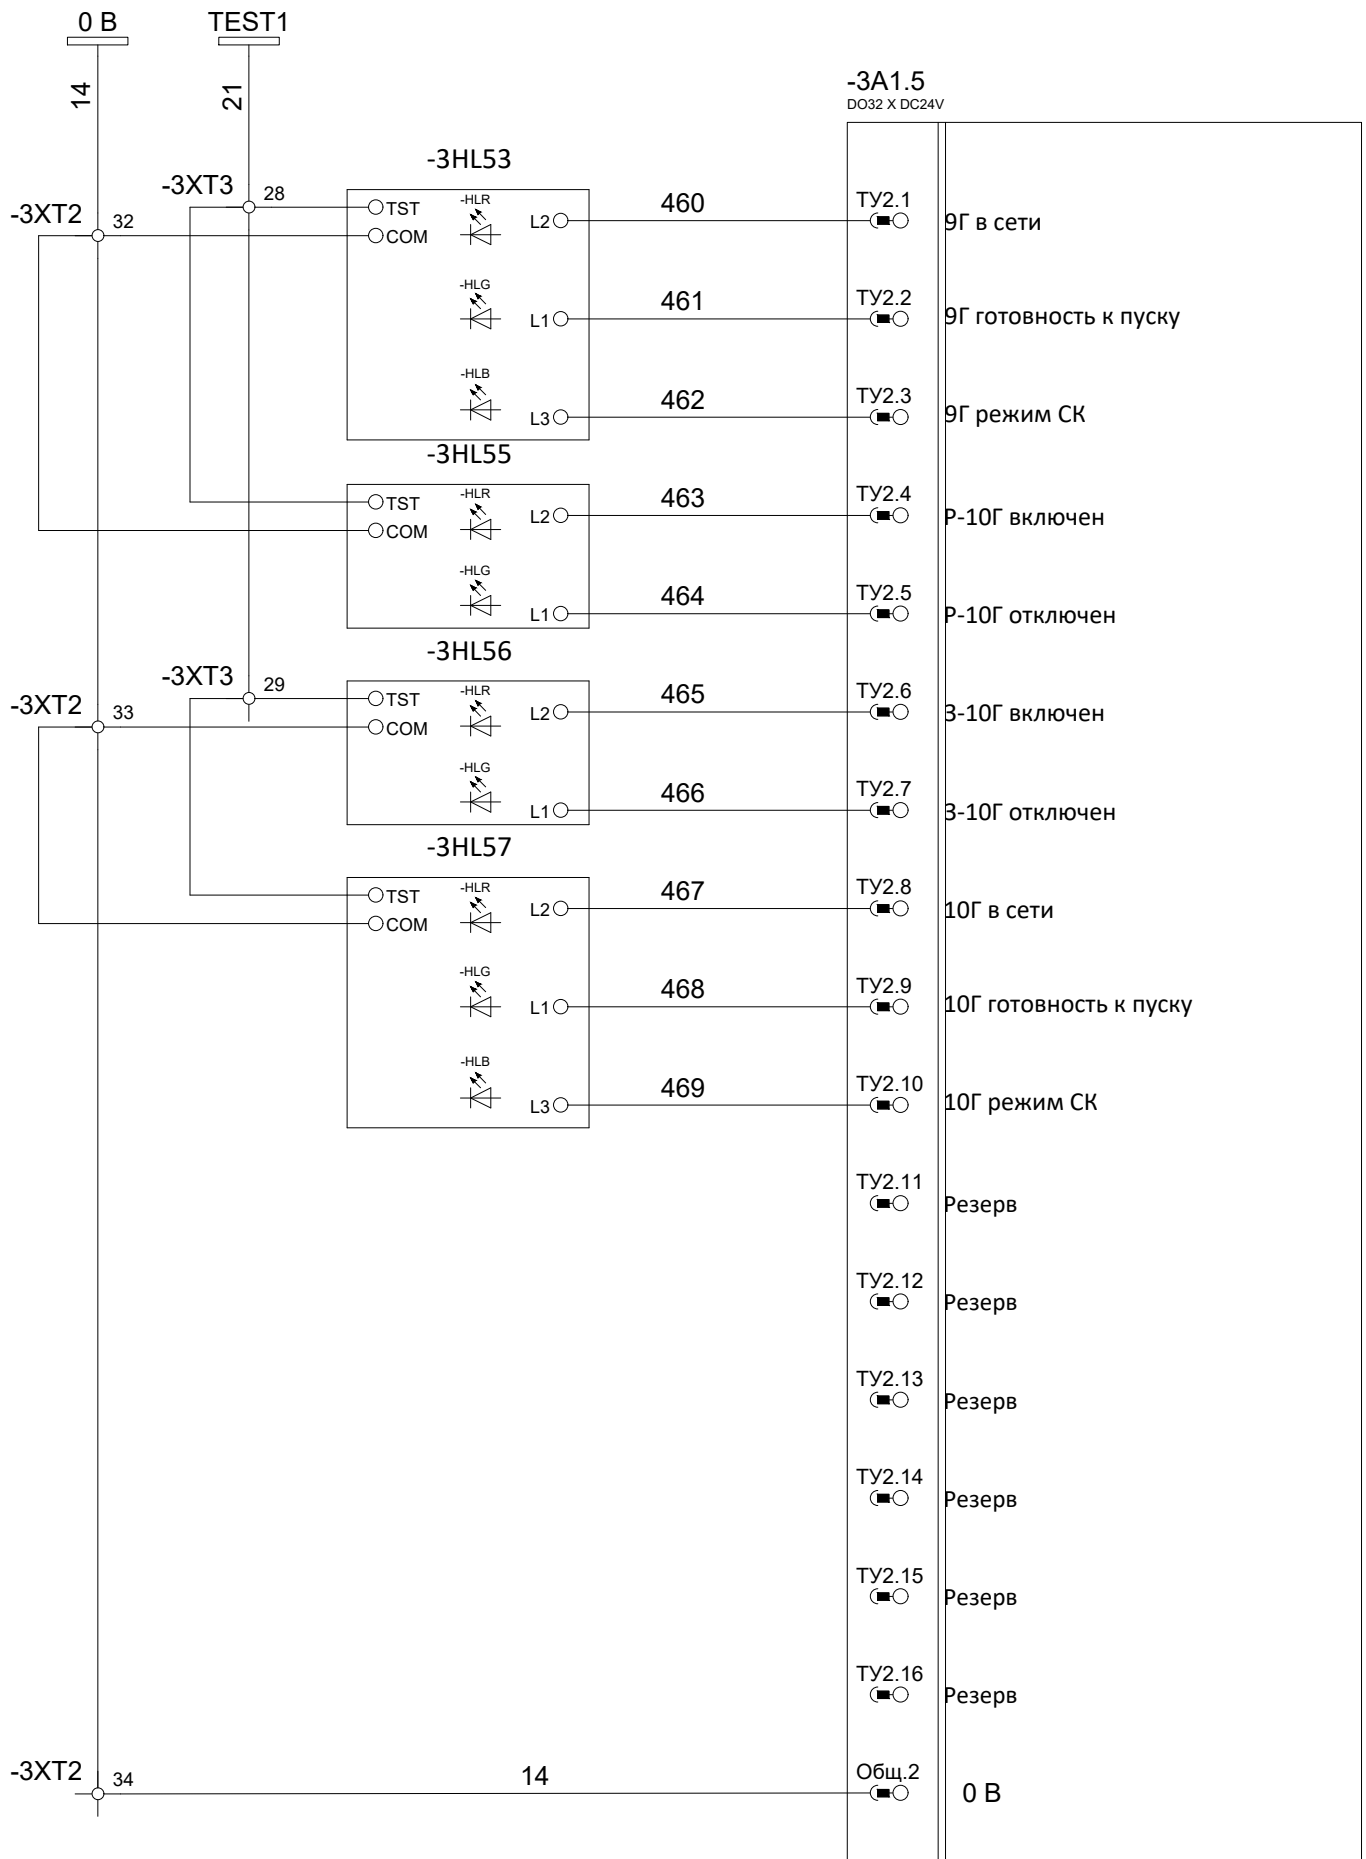 0 В
TEST1
14
21
-3A1.5
DO32 X DC24V
-3HL53
-3XT3
28
-3XT2
32
TST
COM
-HLR
L2
460
ТУ2.1
9Г в сети
-HLG
L1
461
ТУ2.2
9Г готовность к пуску
-HLB
L3
462
ТУ2.3
9Г режим СК
-3HL55
TST
COM
-HLR
L2
463
ТУ2.4
Р-10Г включен
-HLG
L1
464
ТУ2.5
Р-10Г отключен
-3HL56
-3XT3
29
-3XT2
33
TST
COM
-HLR
L2
465
ТУ2.6
З-10Г включен
-HLG
L1
466
ТУ2.7
З-10Г отключен
-3HL57
TST
COM
-HLR
L2
467
ТУ2.8
10Г в сети
-HLG
L1
468
ТУ2.9
10Г готовность к пуску
-HLB
L3
469
ТУ2.10
10Г режим СК
ТУ2.11
Резерв
ТУ2.12
Резерв
ТУ2.13
Резерв
ТУ2.14
Резерв
ТУ2.15
Резерв
ТУ2.16
Резерв
-3XT2
34
14
Общ.2
0 В